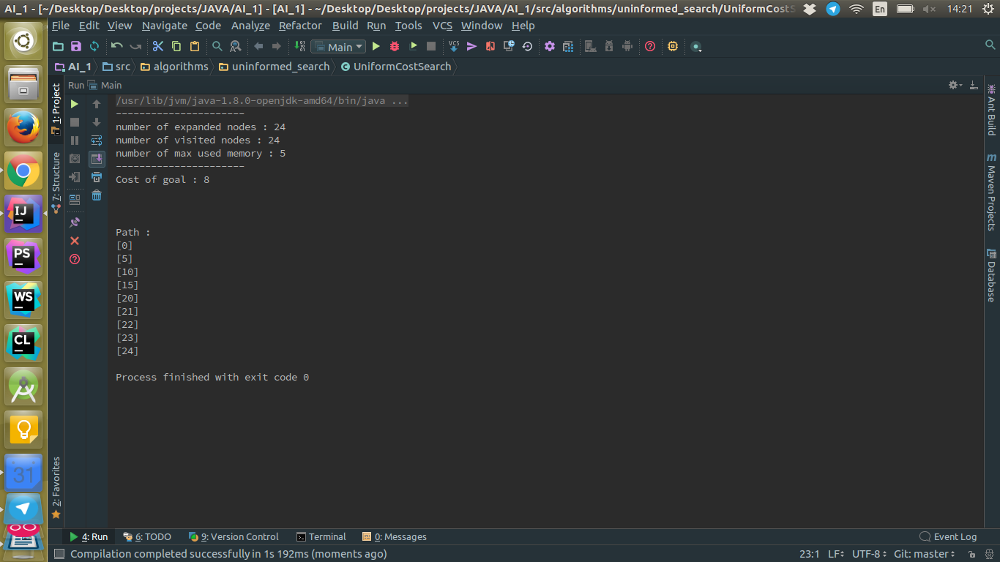 AI_1 - [~/Desktop/Desktop/projects/JAVA/AI_1] - [AI_1] - ~/Desktop/Desktop/projects/JAVA/AI_1/src/algorithms/uninformed_search/UniformCostS
En
14:21
File Edit View Navigate Code Analyze Refactor Build Run Tools VCS Window Help
Main
VCS
AI_1 src algorithms uninformed_search UniformCostSearch
Run Main
1: Project
7: Structure
2: Favorites
/usr/lib/jvm/java-1.8.0-openjdk-amd64/bin/java ...
----------------------
number of expanded nodes : 24
number of visited nodes : 24
number of max used memory : 5
----------------------
Cost of goal : 8
Path :
[0]
[5]
[10]
[15]
[20]
[21]
[22]
[23]
[24]
Process finished with exit code 0
Ant Build
m Maven Projects
Database
IJ
PS
WS
CL
31
4: Run 6: TODO 9: Version Control Terminal 0: Messages Event Log
Compilation completed successfully in 1s 192ms (moments ago) 23:1 LF UTF-8 Git: master